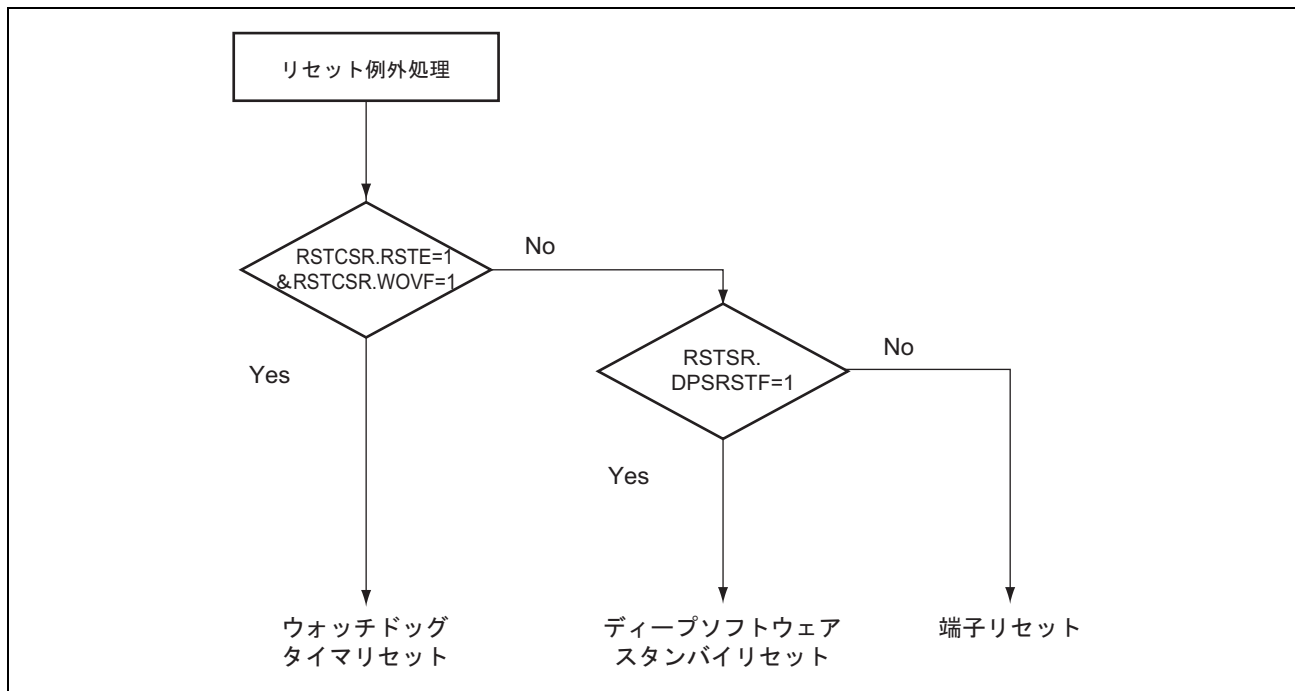 リセット例外処理
RSTCSR.RSTE=1
&RSTCSR.WOVF=1
No
Yes
RSTSR.
DPSRSTF=1
No
Yes
ウォッチドッグ
タイマリセット
ディープソフトウェア
スタンバイリセット
端子リセット